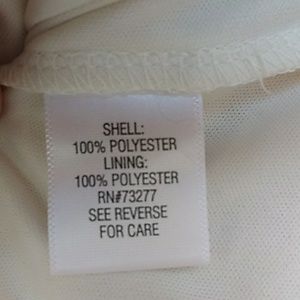 SHELL:
100% POLYESTER
LINING:
100% POLYESTER
RN#73277
SEE REVERSE
FOR CARE